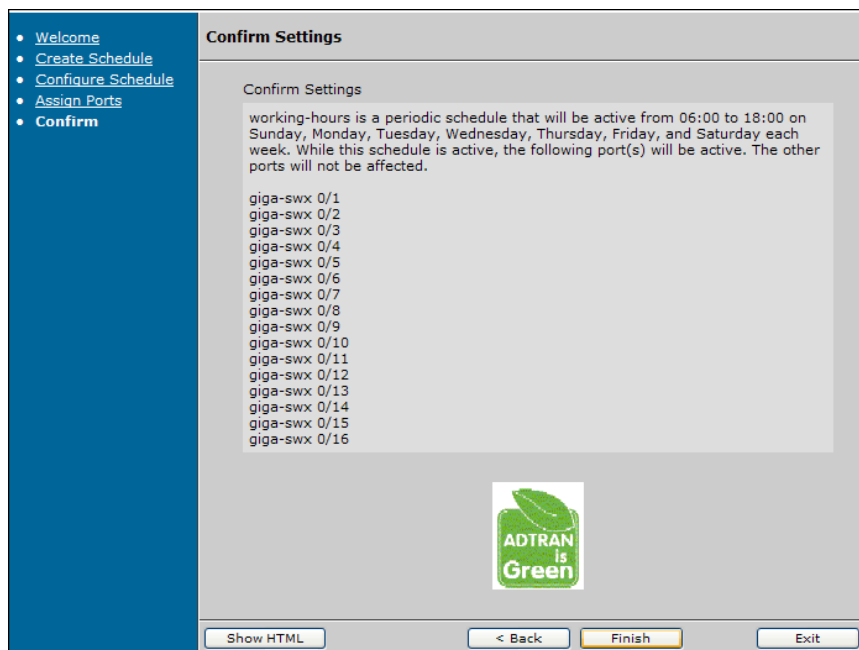 Welcome
Create Schedule
Configure Schedule
Assign Ports
Confirm
Confirm Settings
Confirm Settings
working-hours is a periodic schedule that will be active from 06:00 to 18:00 on
Sunday, Monday, Tuesday, Wednesday, Thursday, Friday, and Saturday each
week. While this schedule is active, the following port(s) will be active. The other
ports will not be affected.
giga-swx 0/1
giga-swx 0/2
giga-swx 0/3
giga-swx 0/4
giga-swx 0/5
giga-swx 0/6
giga-swx 0/7
giga-swx 0/8
giga-swx 0/9
giga-swx 0/10
giga-swx 0/11
giga-swx 0/12
giga-swx 0/13
giga-swx 0/14
giga-swx 0/15
giga-swx 0/16
ADTRAN
is
Green
Show HTML
< Back
Finish
Exit